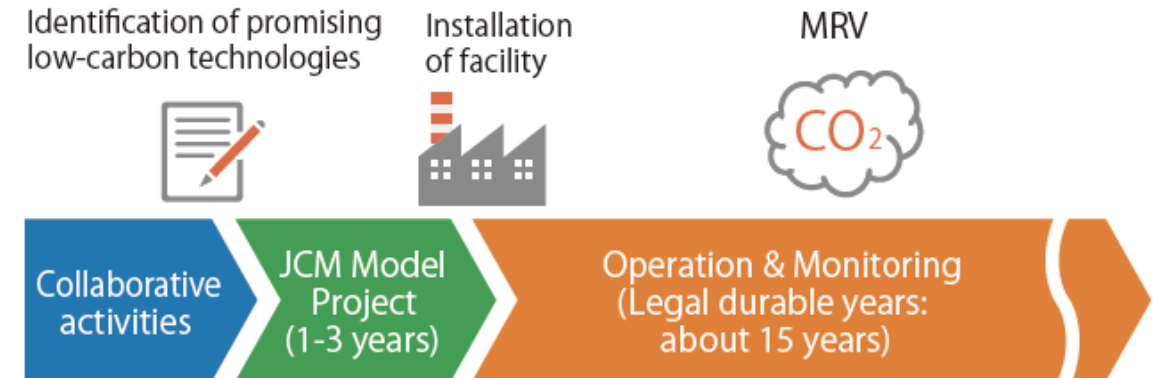 Identification of promising
low-carbon technologies
Installation
of facility
MRV
CO₂
Collaborative
activities
JCM Model
Project
(1-3 years)
Operation & Monitoring
(Legal durable years:
about 15 years)